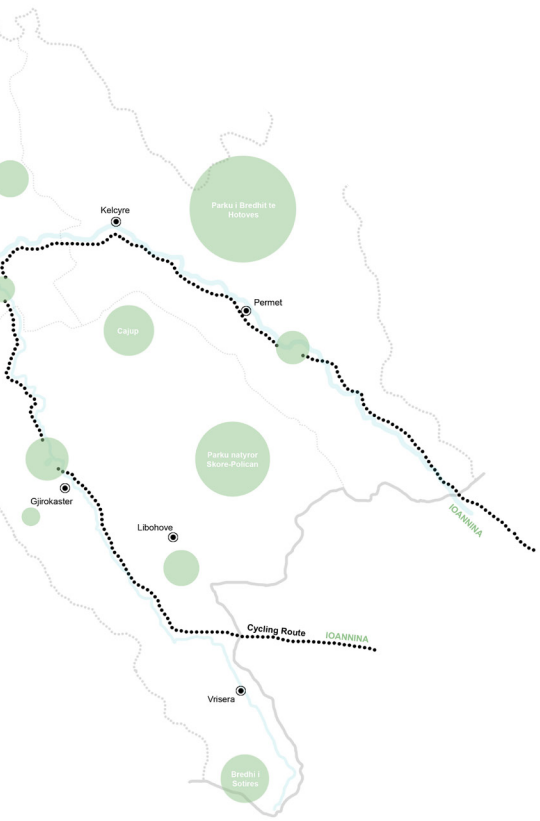 Parku i Bredhit te
Hotoves
Kelcyre
Permet
Cajup
Parku natyror
Skore-Potican
Gjirokaster
IOANNINA
Libohove
Cycling Route
IOANNINA
Vrisera
Bredhi i
Sotires